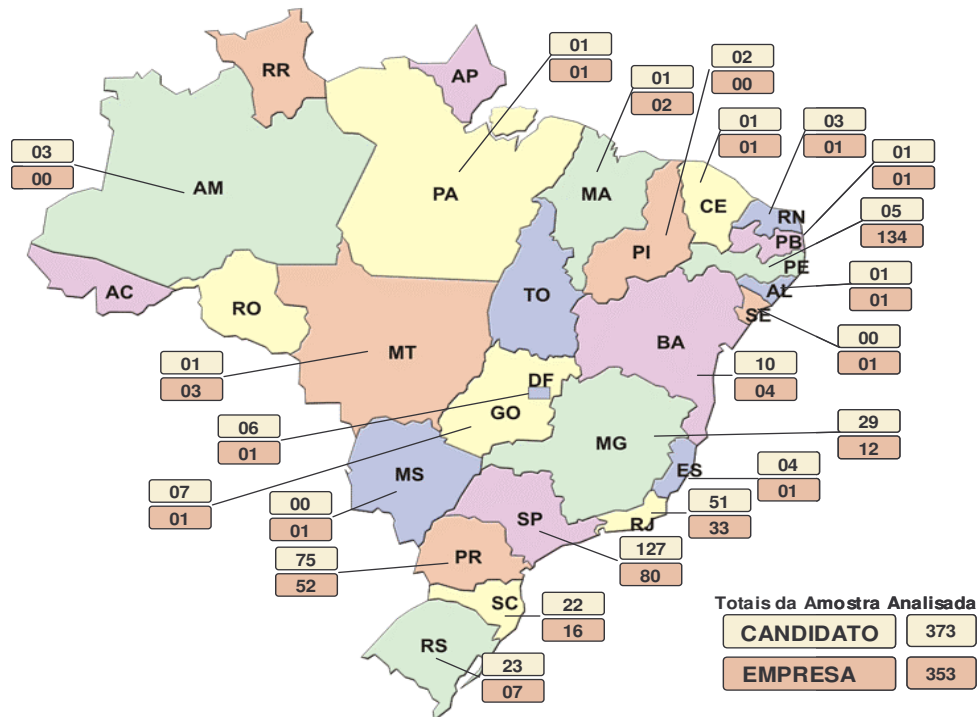 RR
AP
01
01
01
02
02
00
01
01
03
01
01
01
03
00
AM
PA
MA
CE
RN
05
134
PB
PI
PE
AC
RO
TO
AL
01
01
SE
MT
BA
00
01
01
03
10
04
DF
GO
06
01
MG
29
12
MS
ES
04
01
07
01
00
01
SP
RJ
51
33
PR
127
80
75
52
SC
22
16
RS
23
07
Totais da Amostra Analisada
CANDIDATO 373
EMPRESA 353